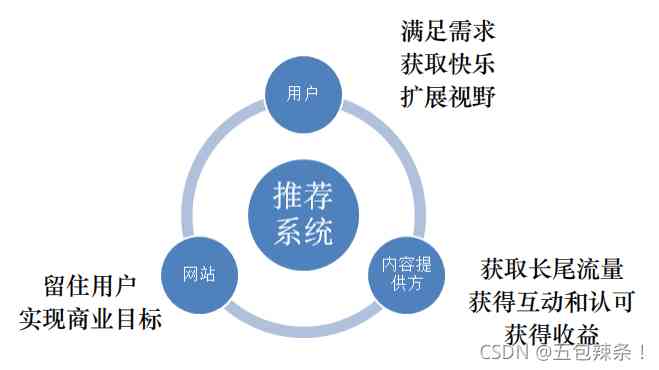 满足需求
获取快乐
扩展视野
用户
推荐
系统
网站
内容提
供方
留住用户
实现商业目标
获取长尾流量
获得互动和认可
获得收益
CSDN @五包辣条！